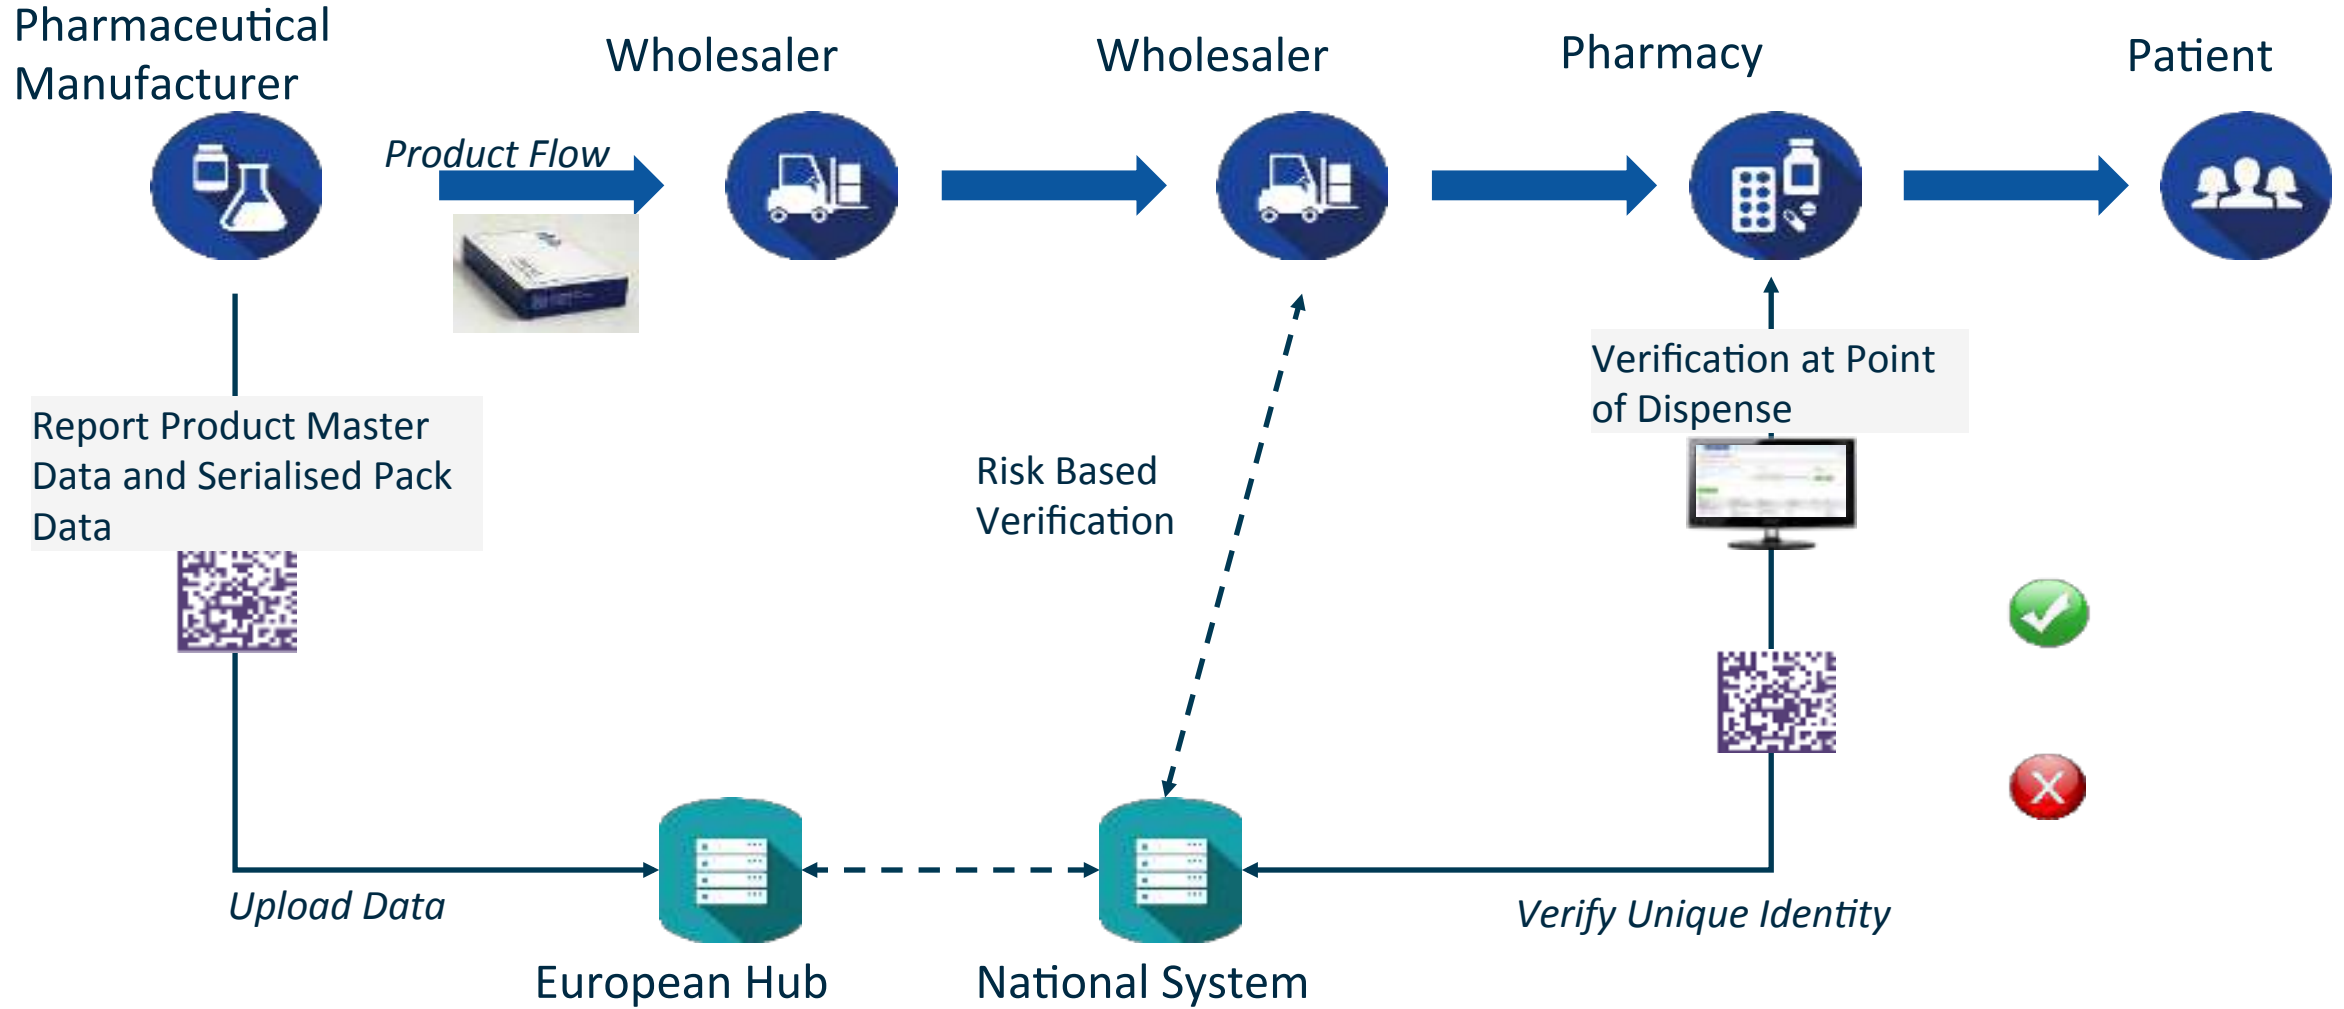 Pharmaceutical
Manufacturer
Wholesaler
Wholesaler
Pharmacy
Patient
Product Flow
Report Product Master
Data and Serialised Pack
Data
Risk Based
Verification
Verification at Point
of Dispense
Upload Data
Verify Unique Identity
European Hub
National System